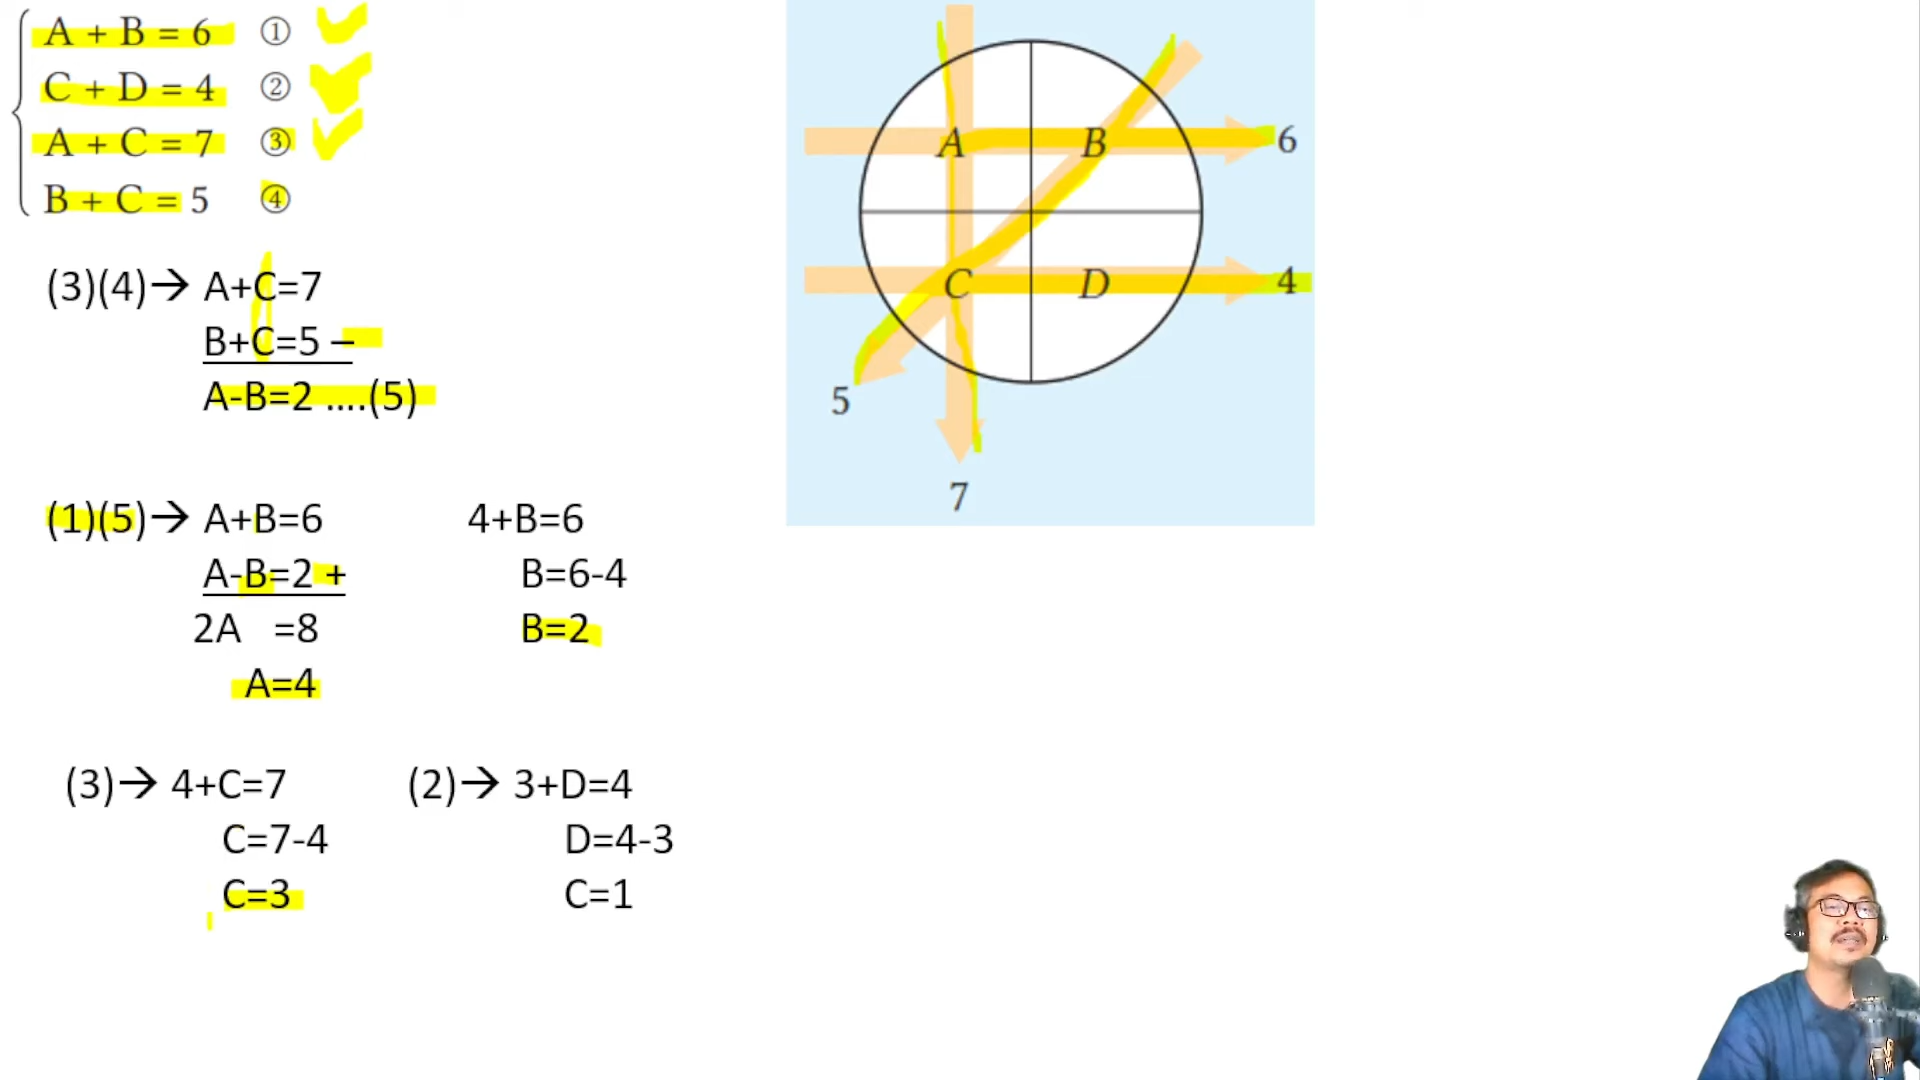 A + B = 6 ①
C + D = 4 ②
A + C = 7 ③
B + C = 5 ④
(3)(4)→ A+C=7
B+C=5 –
A-B=2 ....(5)
(1)(5)→ A+B=6
A-B=2 +
2A =8
A=4
4+B=6
B=6-4
B=2
(3)→ 4+C=7
C=7-4
C=3
(2)→ 3+D=4
D=4-3
C=1
A B 6
C D 4
5
7